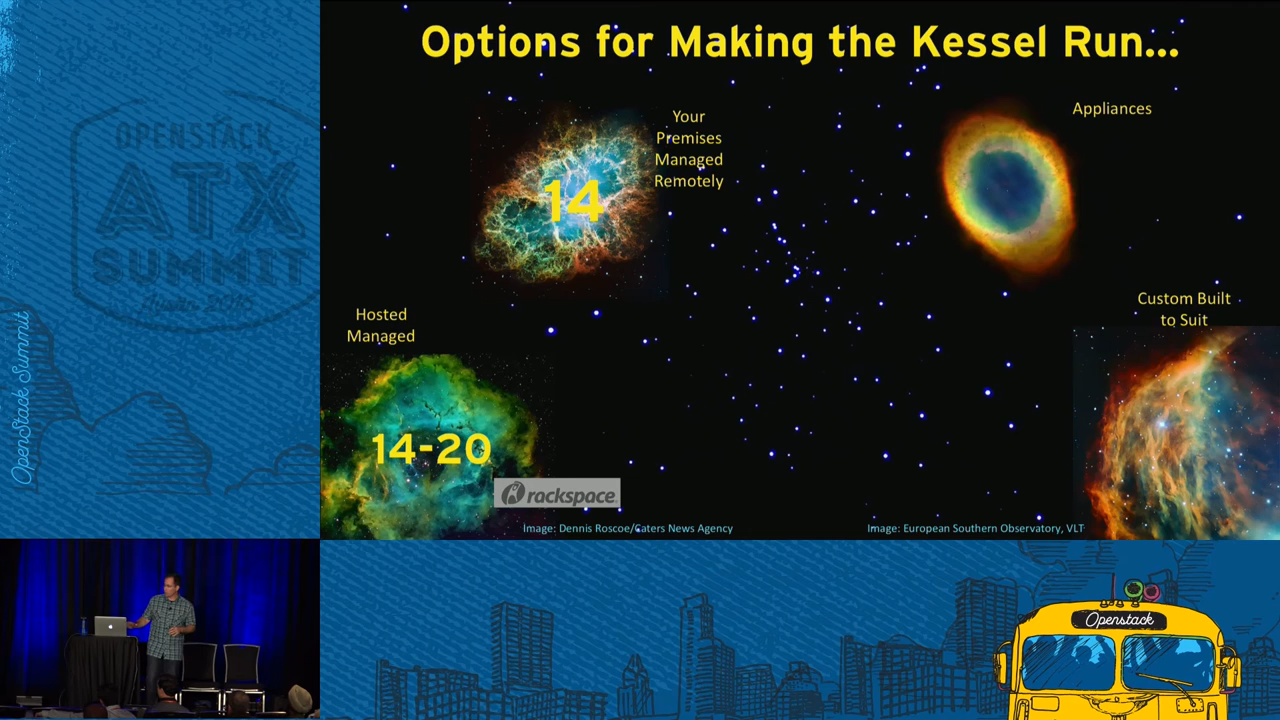 Options for Making the Kessel Run...
Your
Premises
Managed
Remotely
14
Appliances
Hosted
Managed
14-20
rackspace
Custom Built
to Suit
Image: Dennis Roscoe/Caters News Agency
Image: European Southern Observatory, VLT
OPENSTACK
ATX
SUMMIT
Austin 2016
OpenStack Summit
Openstack